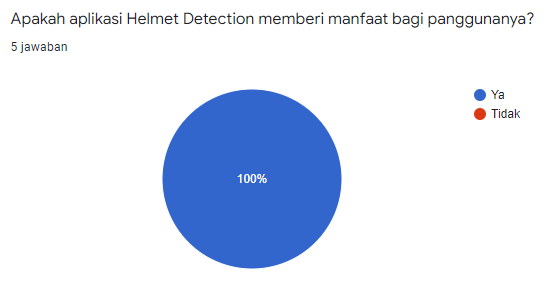 Apakah aplikasi Helmet Detection memberi manfaat bagi panggunanya?
5 jawaban
Ya
Tidak
100%